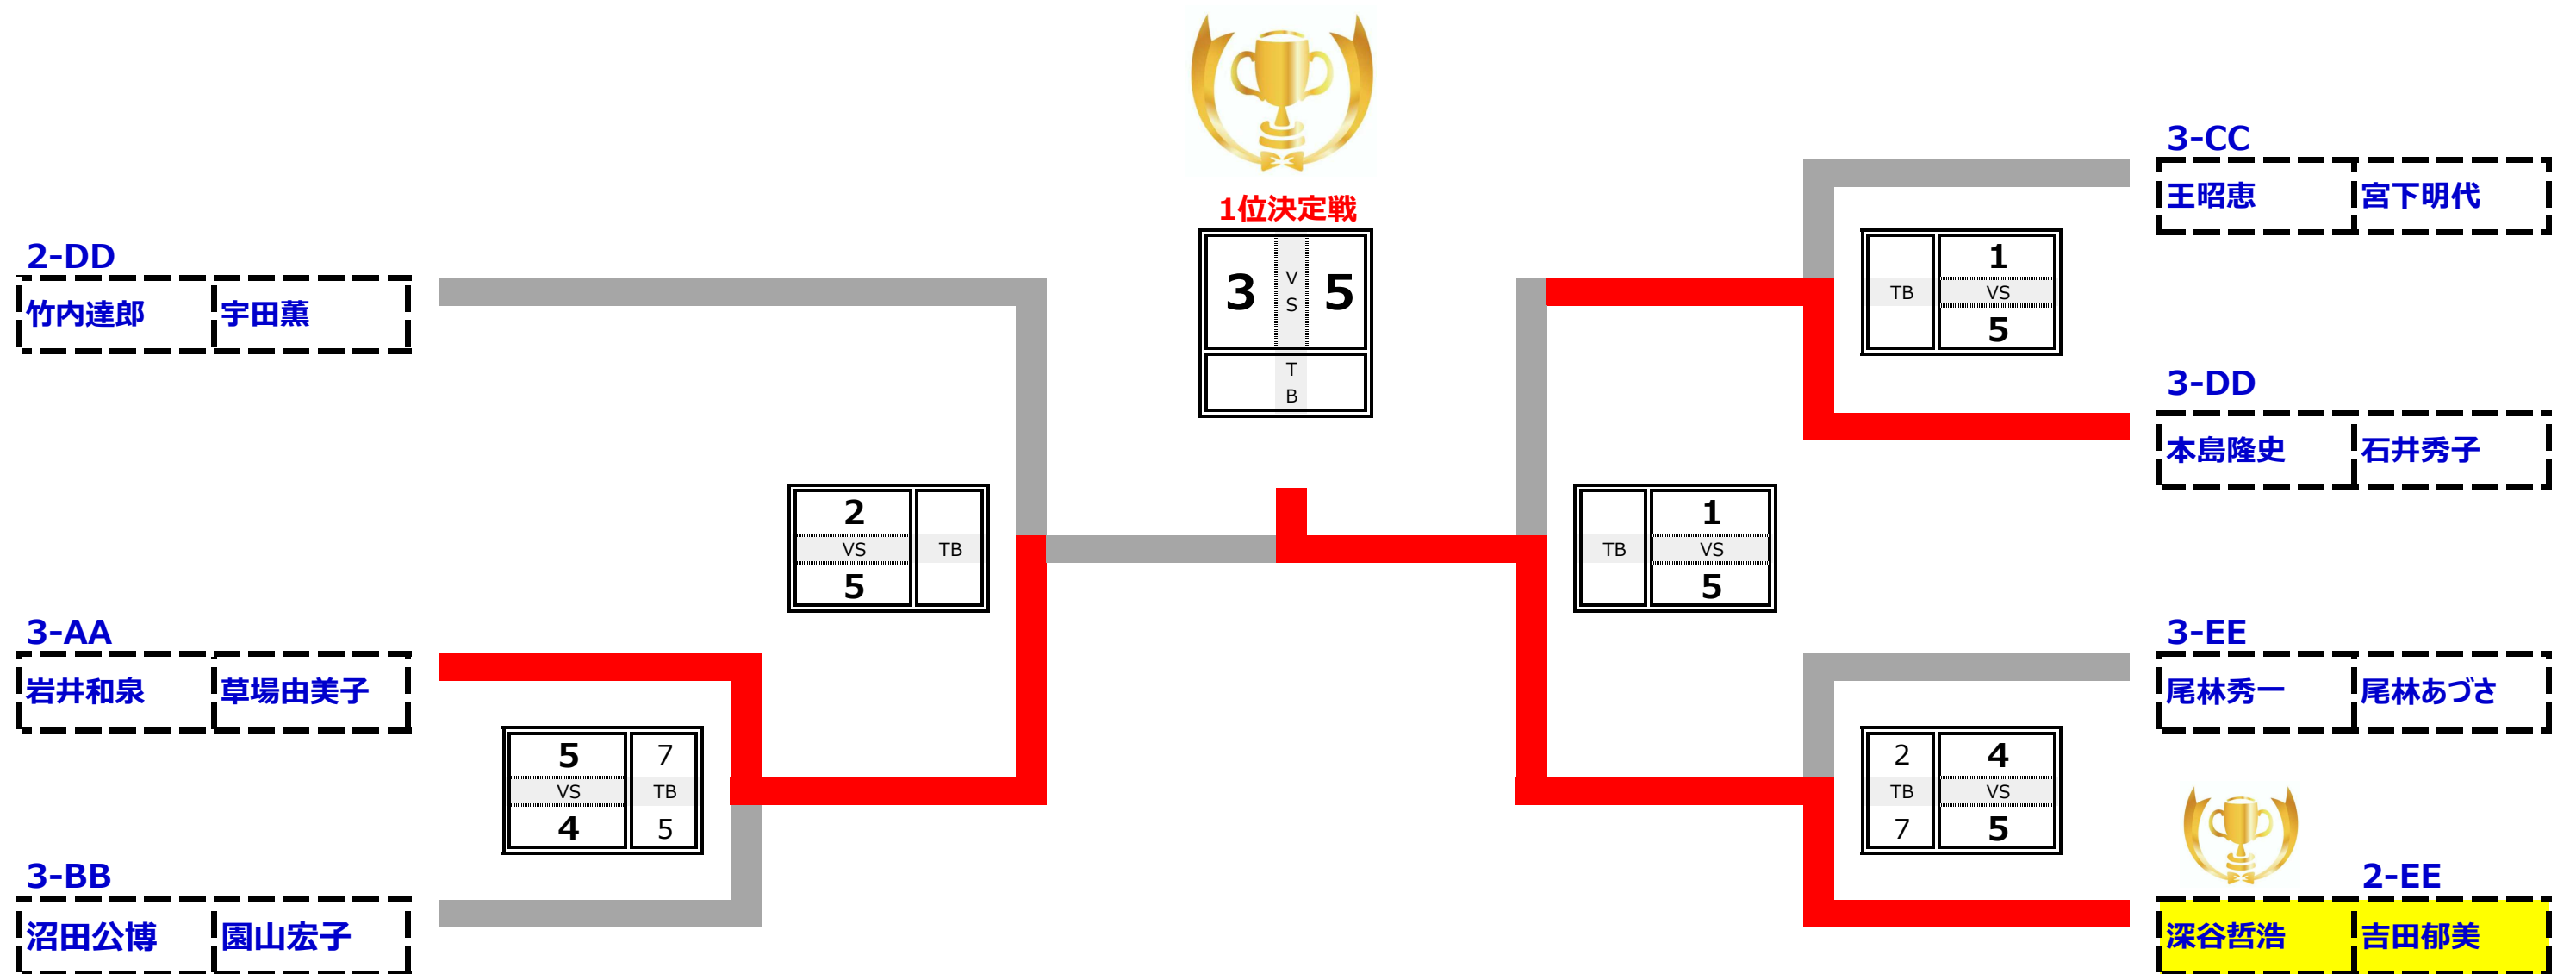 1位決定戦
3 VS 5
TB
2-DD
竹内達郎 宇田薫
2
VS TB
5
3-AA
岩井和泉 草場由美子
5 7
VS TB
4 5
3-BB
沼田公博 園山宏子
3-CC
王昭恵 宮下明代
1
TB VS
5
3-DD
本島隆史 石井秀子
1
TB VS
5
3-EE
尾林秀一 尾林あづさ
2 4
TB VS
7 5
2-EE
深谷哲浩 吉田郁美